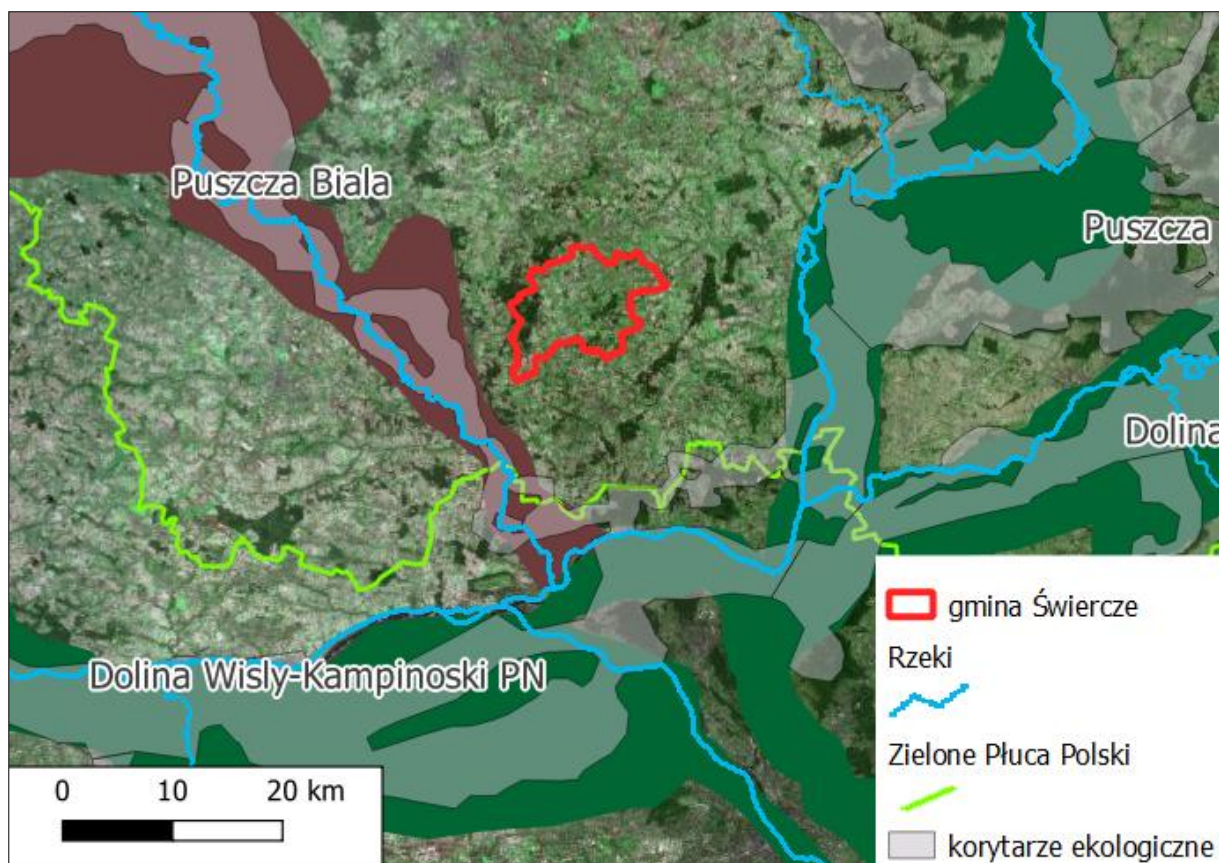 Puszcza Biala
Puszcza
Dolina
Dolina Wisly-Kampinoski PN
0 10 20 km
gmina Świercze
Rzeki
Zielone Płuca Polski
korytarze ekologiczne